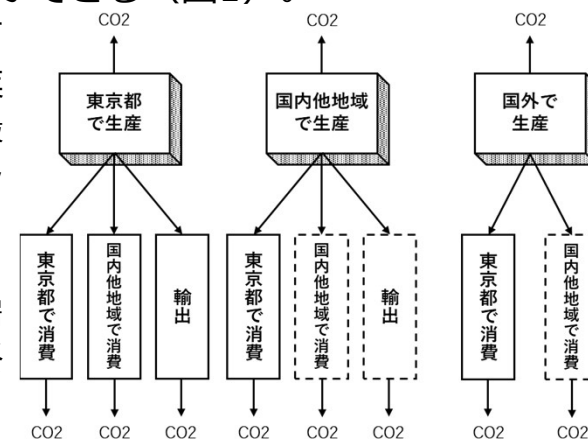 CO2 CO2 CO2
東京都
で生産
国内他地域
で生産
国外で
生産
東京都で消費
国内他地域で消費
輸出
東京都で消費
国内他地域で消費
輸出
東京都で消費
国内他地域で消費
CO2 CO2 CO2 CO2 CO2 CO2 CO2 CO2